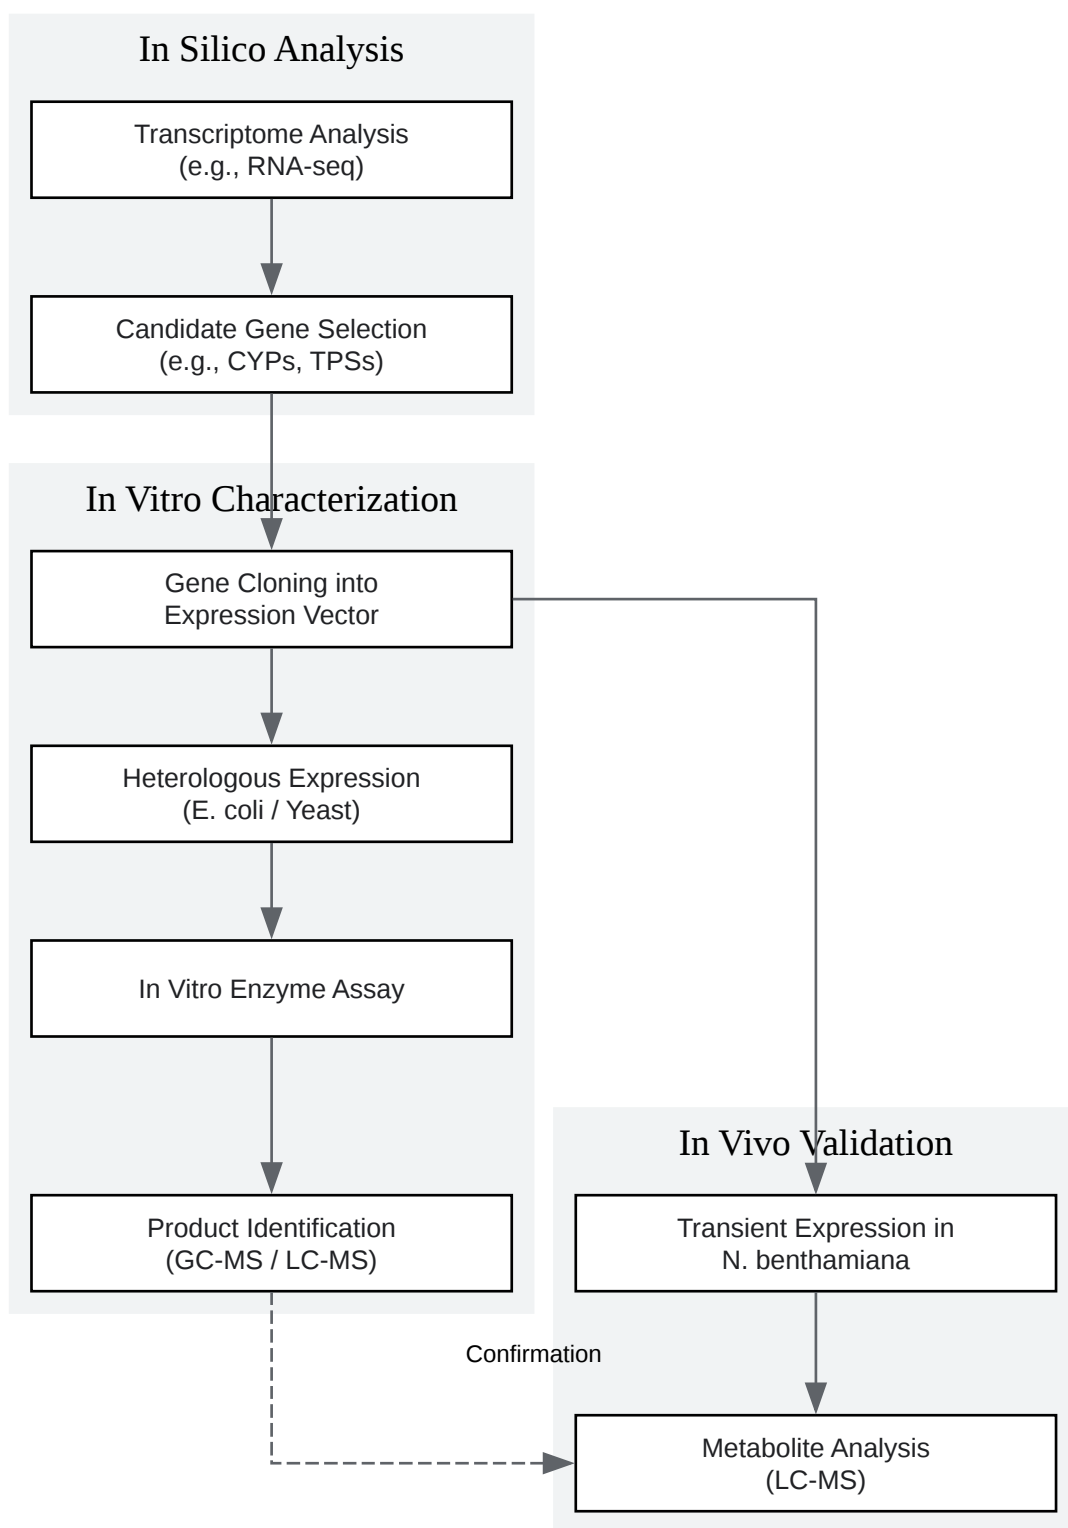 In Silico Analysis
Transcriptome Analysis
(e.g., RNA-seq)
Candidate Gene Selection
(e.g., CYPs, TPSs)
In Vitro Characterization
Gene Cloning into
Expression Vector
Heterologous Expression
(E. coli / Yeast)
In Vitro Enzyme Assay
Product Identification
(GC-MS / LC-MS)
In Vivo Validation
Transient Expression in
N. benthamiana
Confirmation
Metabolite Analysis
(LC-MS)